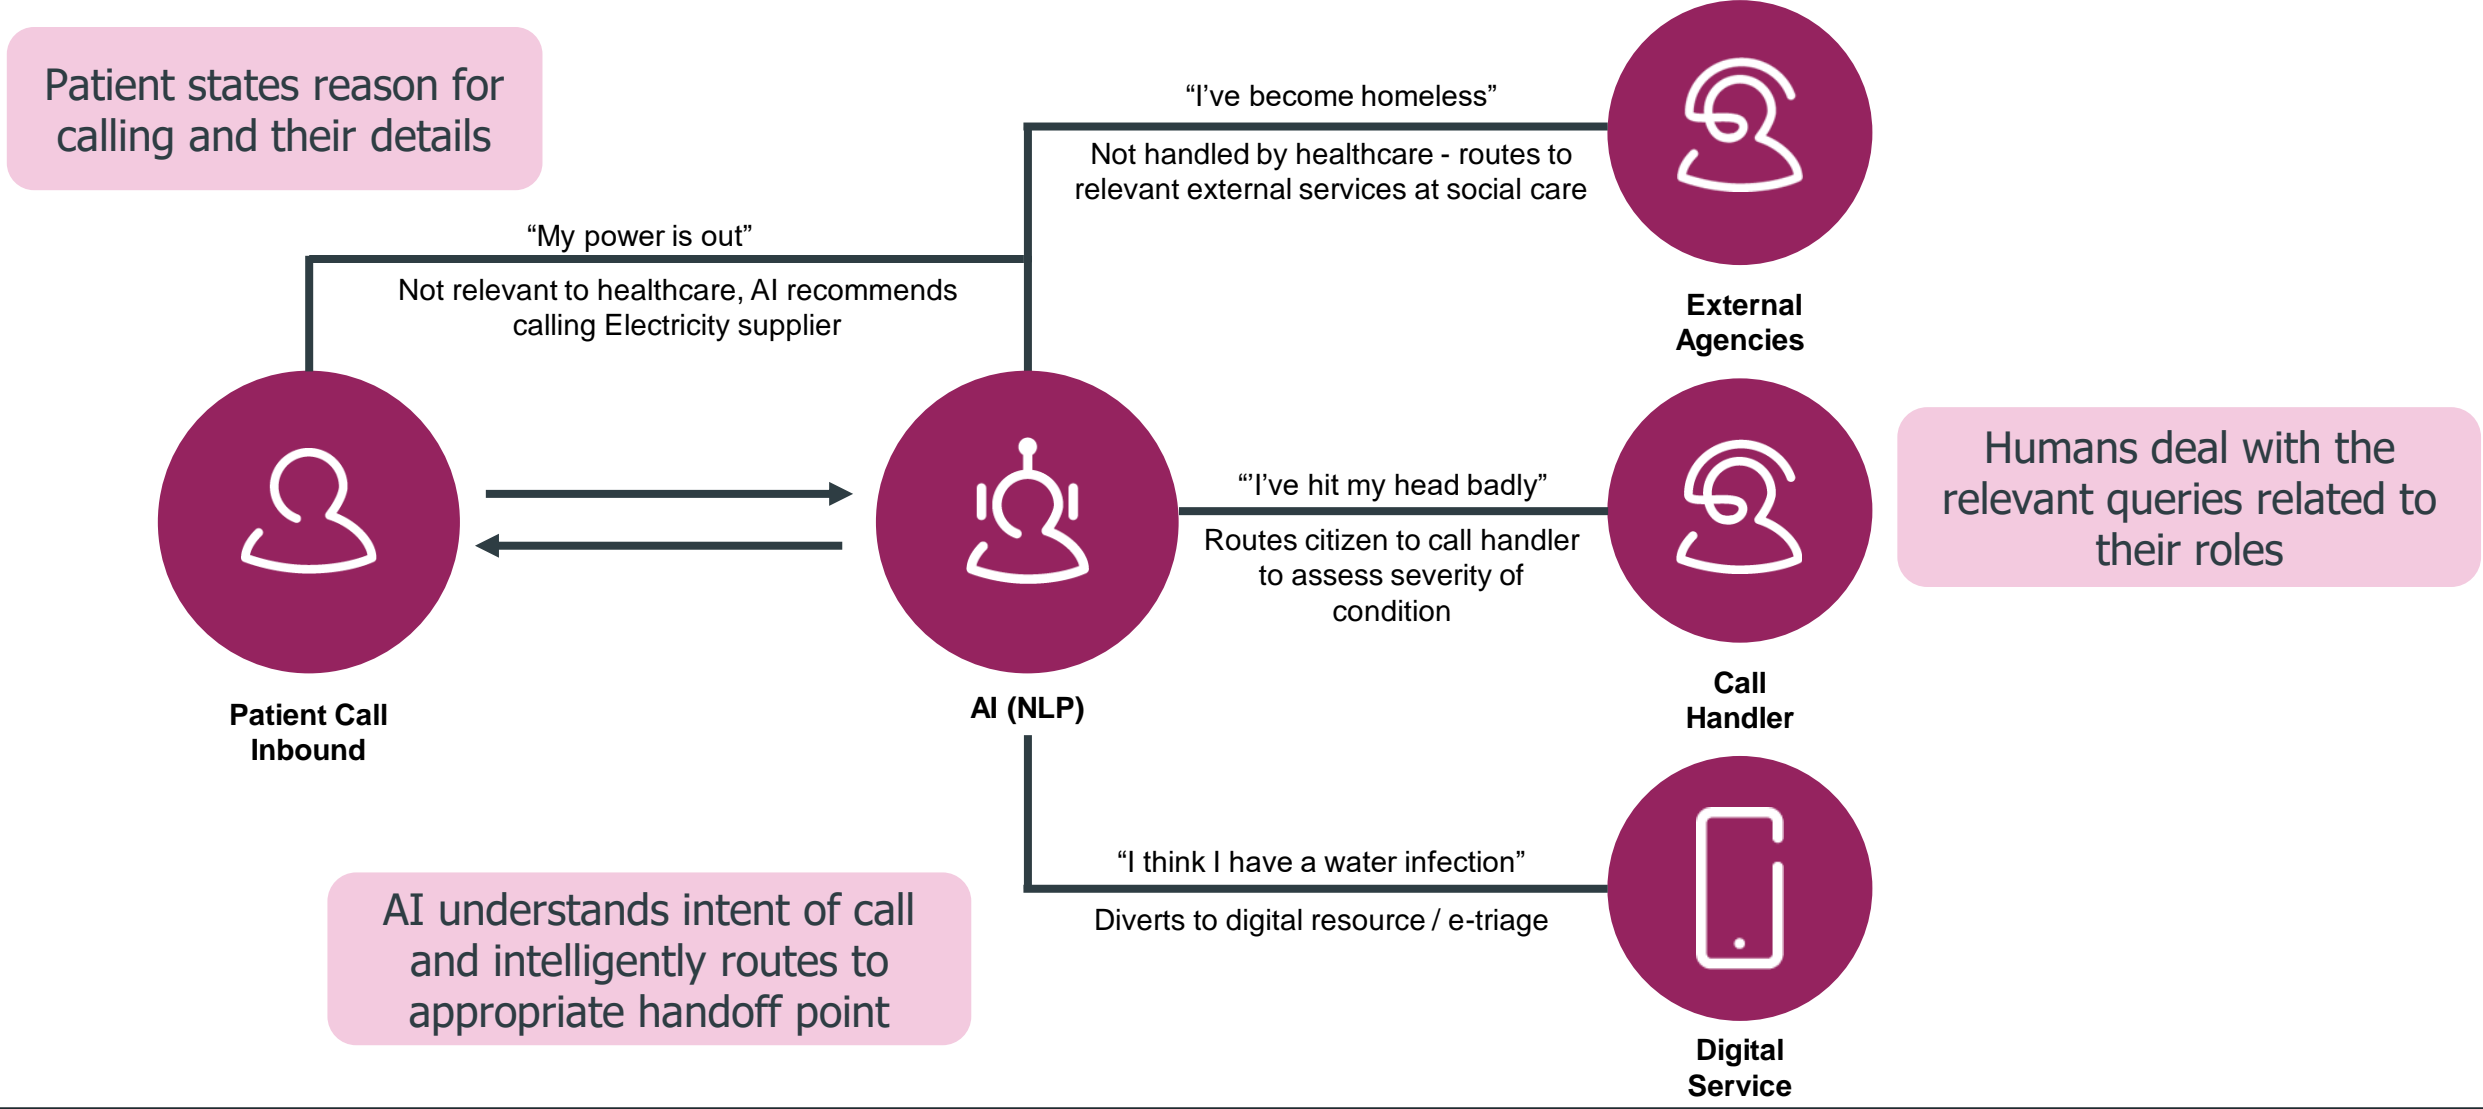 Patient states reason for
calling and their details
“I’ve become homeless”
Not handled by healthcare - routes to
relevant external services at social care
External
Agencies
“My power is out”
Not relevant to healthcare, AI recommends
calling Electricity supplier
Patient Call
Inbound
AI (NLP)
“’I’ve hit my head badly”
Routes citizen to call handler
to assess severity of
condition
Call
Handler
Humans deal with the
relevant queries related to
their roles
“I think I have a water infection”
Diverts to digital resource / e-triage
Digital
Service
AI understands intent of call
and intelligently routes to
appropriate handoff point